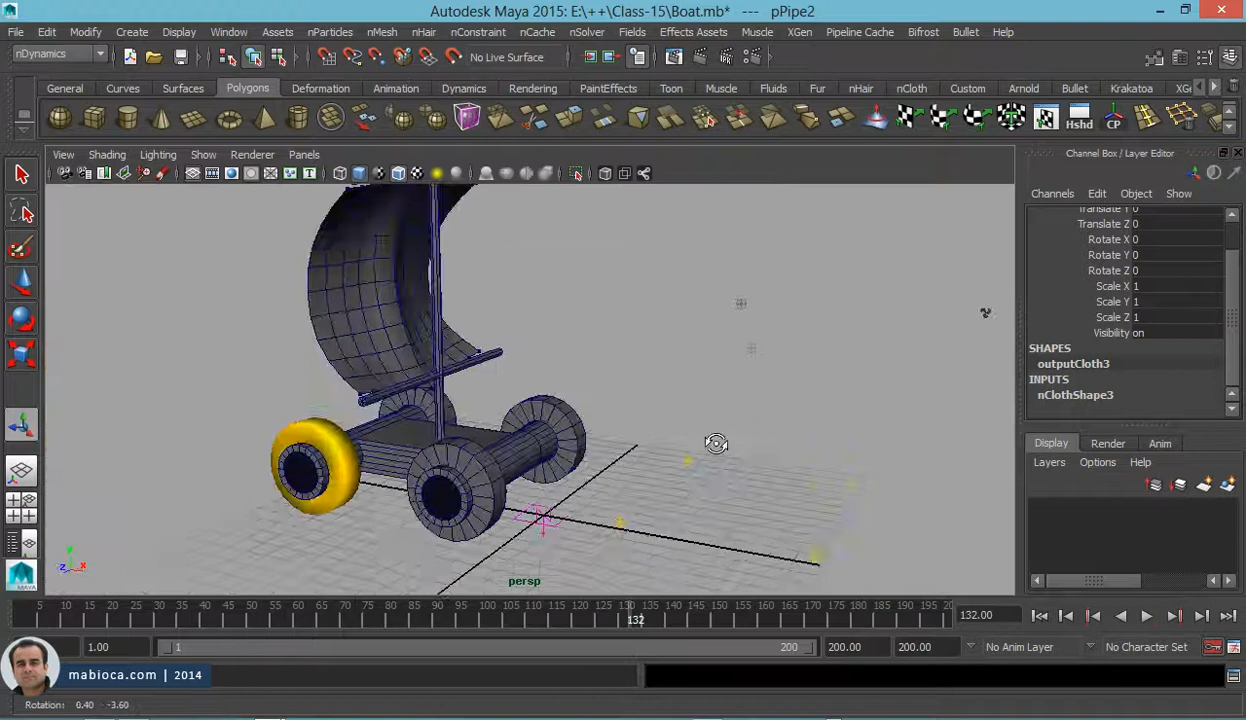 Autodesk Maya 2015: E:\++\Class-15\Boat.mb* --- pPipe2
File Edit Modify Create Display Window Assets nParticles nMesh nHair nConstraint nCache nSolver Fields Effects Assets Muscle XGen Pipeline Cache Bifrost Bullet Help
nDynamics No Live Surface
General Curves Surfaces Polygons Deformation Animation Dynamics Rendering PaintEffects Toon Muscle Fluids Fur nHair nCloth Custom Arnold Bullet Krakatoa XGe
Hshd CP
View Shading Lighting Show Renderer Panels
Channel Box / Layer Editor
Channels Edit Object Show
Translate Y 0
Translate Z 0
Rotate X 0
Rotate Y 0
Rotate Z 0
Scale X 1
Scale Y 1
Scale Z 1
Visibility on
SHAPES
outputCloth3
INPUTS
nClothShape3
Display Render Anim
Layers Options Help
y
z x
persp
5 10 15 20 25 30 35 40 45 50 55 60 65 70 75 80 85 90 95 100 105 110 115 120 125 130 135 140 145 150 155 160 165 170 175 180 185 190 195 20
132
132.00
1.00 1 200 200.00 200.00 No Anim Layer No Character Set
mabioca.com | 2014
Rotation: 0.40 -3.60